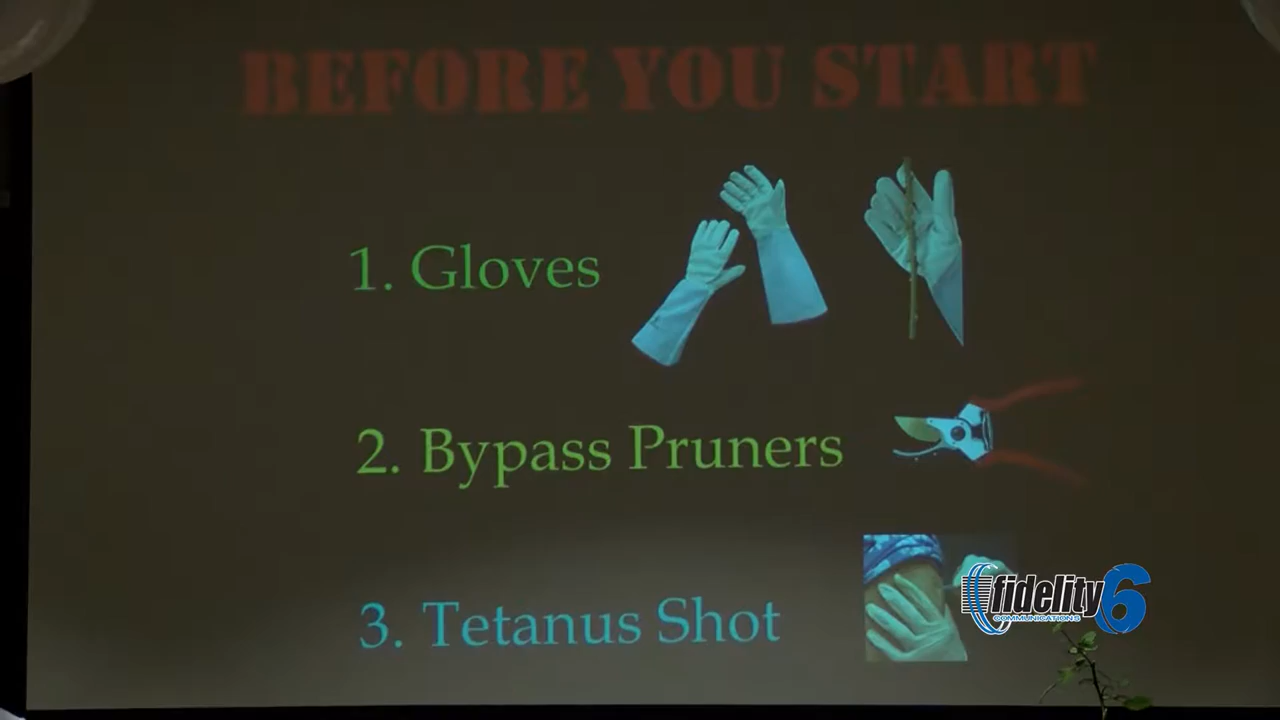 BEFORE YOU START
1. Gloves
2. Bypass Pruners
3. Tetanus Shot
fidelity 6
COMMUNICATIONS